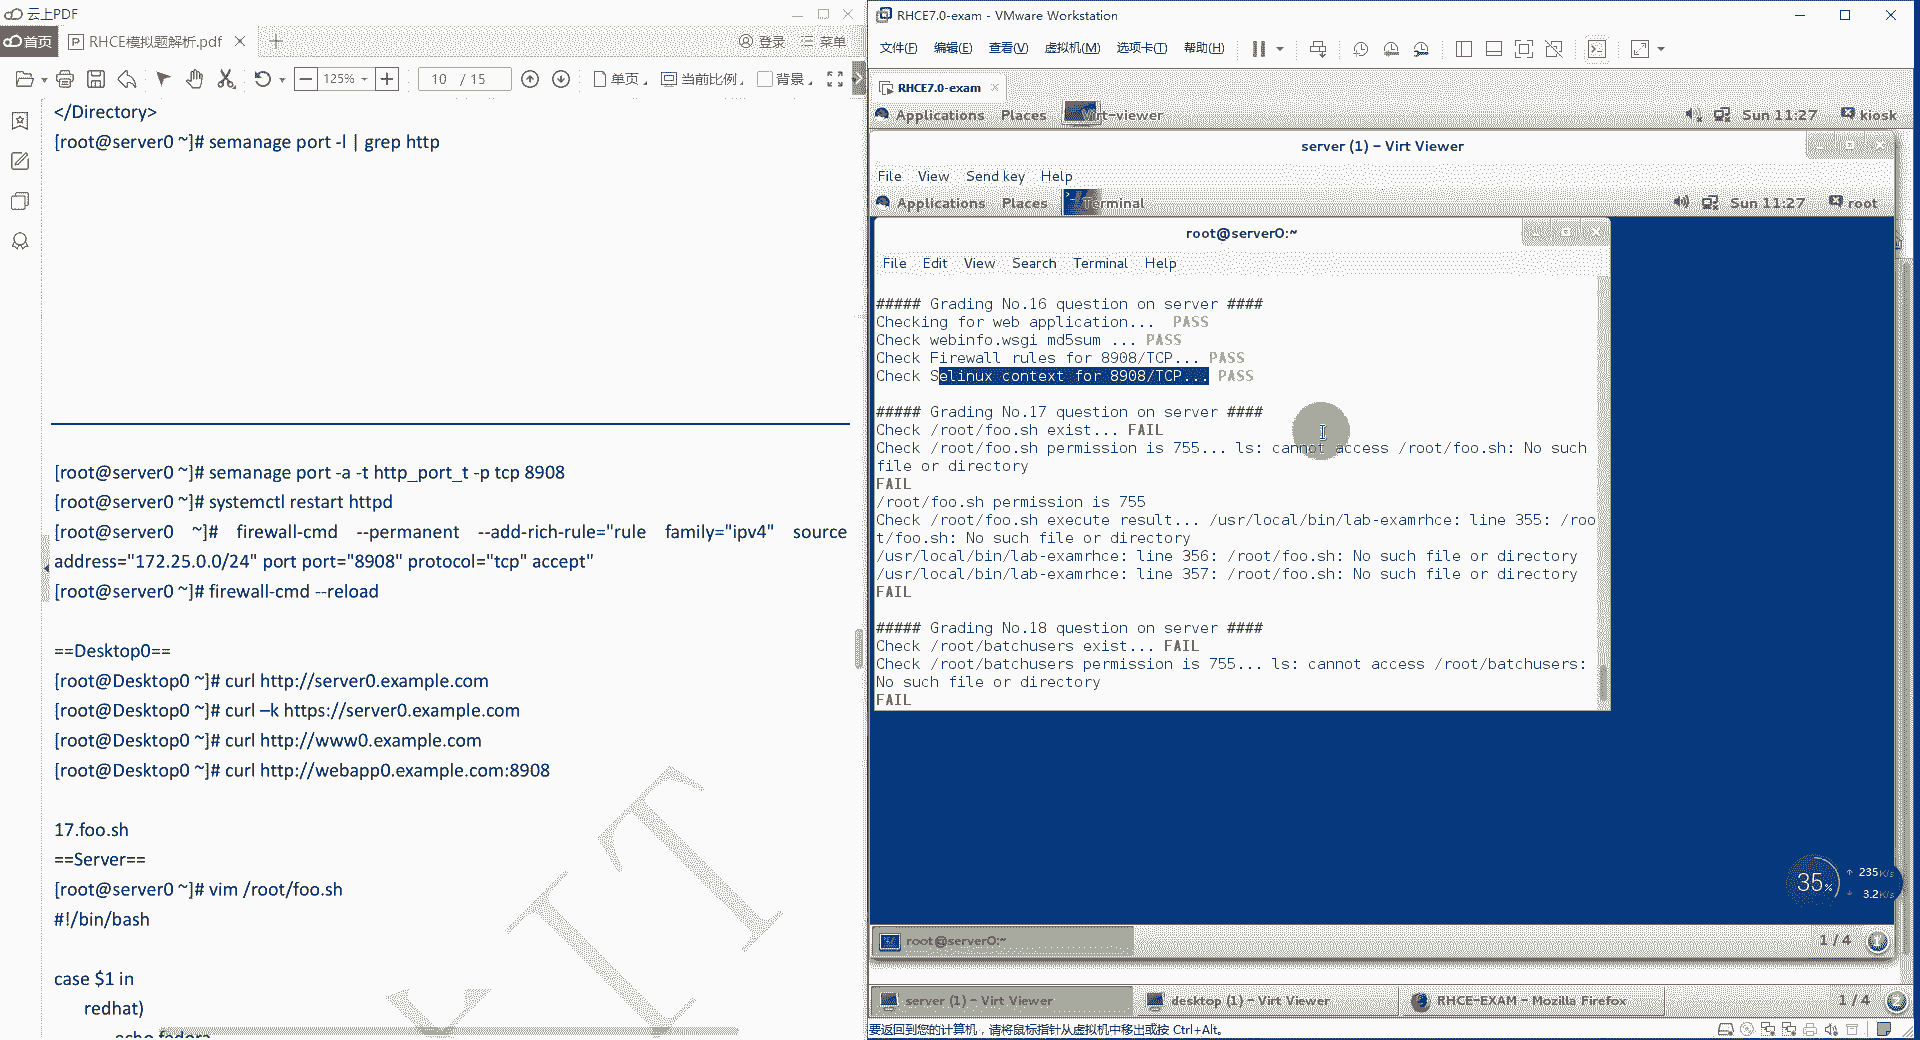 云上PDF
首页
RHCE模拟题解析.pdf
登录
菜单
125%
10 / 15
单页
当前比例
背景
</Directory>
[root@server0 ~]# semanage port -l | grep http
[root@server0 ~]# semanage port -a -t http_port_t -p tcp 8908
[root@server0 ~]# systemctl restart httpd
[root@server0 ~]# firewall-cmd --permanent --add-rich-rule="rule family="ipv4" source
address="172.25.0.0/24" port port="8908" protocol="tcp" accept"
[root@server0 ~]# firewall-cmd --reload
==Desktop0==
[root@Desktop0 ~]# curl http://server0.example.com
[root@Desktop0 ~]# curl –k https://server0.example.com
[root@Desktop0 ~]# curl http://www0.example.com
[root@Desktop0 ~]# curl http://webapp0.example.com:8908
17.foo.sh
==Server==
[root@server0 ~]# vim /root/foo.sh
#!/bin/bash
case $1 in
redhat)
echo fedora
RHCE7.0-exam - VMware Workstation
文件(F) 编辑(E) 查看(V) 虚拟机(M) 选项卡(T) 帮助(H)
RHCE7.0-exam
Applications Places Virt-viewer Sun 11:27 kiosk
server (1) – Virt Viewer
File View Send key Help
Applications Places Terminal Sun 11:27 root
root@server0:~
File Edit View Search Terminal Help
##### Grading No.16 question on server ####
Checking for web application... PASS
Check webinfo.wsgi md5sum ... PASS
Check Firewall rules for 8908/TCP... PASS
Check Selinux context for 8908/TCP... PASS
##### Grading No.17 question on server ####
Check /root/foo.sh exist... FAIL
Check /root/foo.sh permission is 755... ls: cannot access /root/foo.sh: No such
file or directory
FAIL
/root/foo.sh permission is 755
Check /root/foo.sh execute result... /usr/local/bin/lab-examrhce: line 355: /roo
t/foo.sh: No such file or directory
/usr/local/bin/lab-examrhce: line 356: /root/foo.sh: No such file or directory
/usr/local/bin/lab-examrhce: line 357: /root/foo.sh: No such file or directory
FAIL
##### Grading No.18 question on server ####
Check /root/batchusers exist... FAIL
Check /root/batchusers permission is 755... ls: cannot access /root/batchusers:
No such file or directory
FAIL
35%
235K/s
3.2K/s
root@server0:~
1 / 4
server (1) – Virt Viewer
desktop (1) – Virt Viewer
RHCE-EXAM – Mozilla Firefox
1 / 4
要返回到您的计算机，请将鼠标指针从虚拟机中移出或按 Ctrl+Alt。